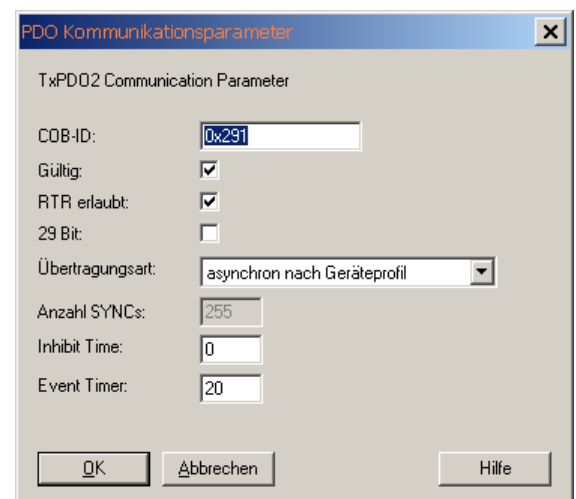 PDO Kommunikationsparameter
TxPDO2 Communication Parameter
COB-ID: 0x291
Gültig:
RTR erlaubt:
29 Bit:
Übertragungsart: asynchron nach Geräteprofil
Anzahl SYNCs: 255
Inhibit Time: 0
Event Timer: 20
OK Abbrechen Hilfe